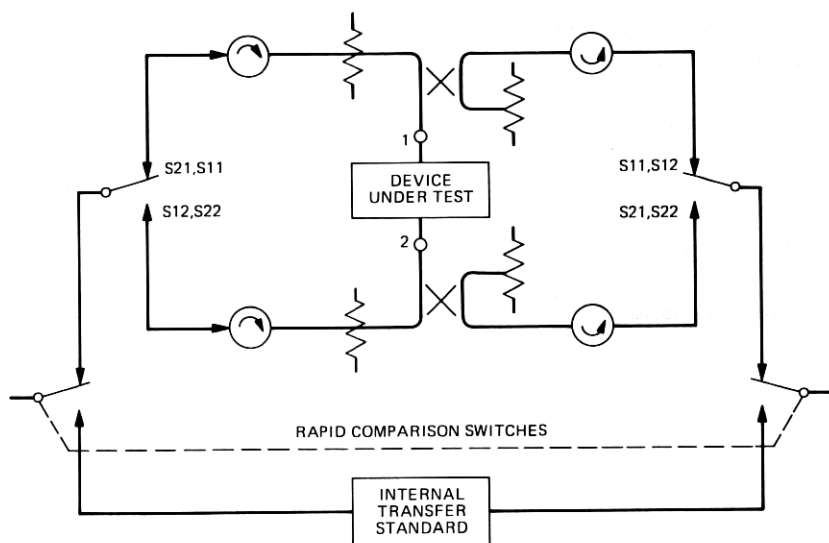 1
S21,S11
S12,S22
DEVICE
UNDER TEST
S11,S12
S21,S22
2
RAPID COMPARISON SWITCHES
INTERNAL
TRANSFER
STANDARD